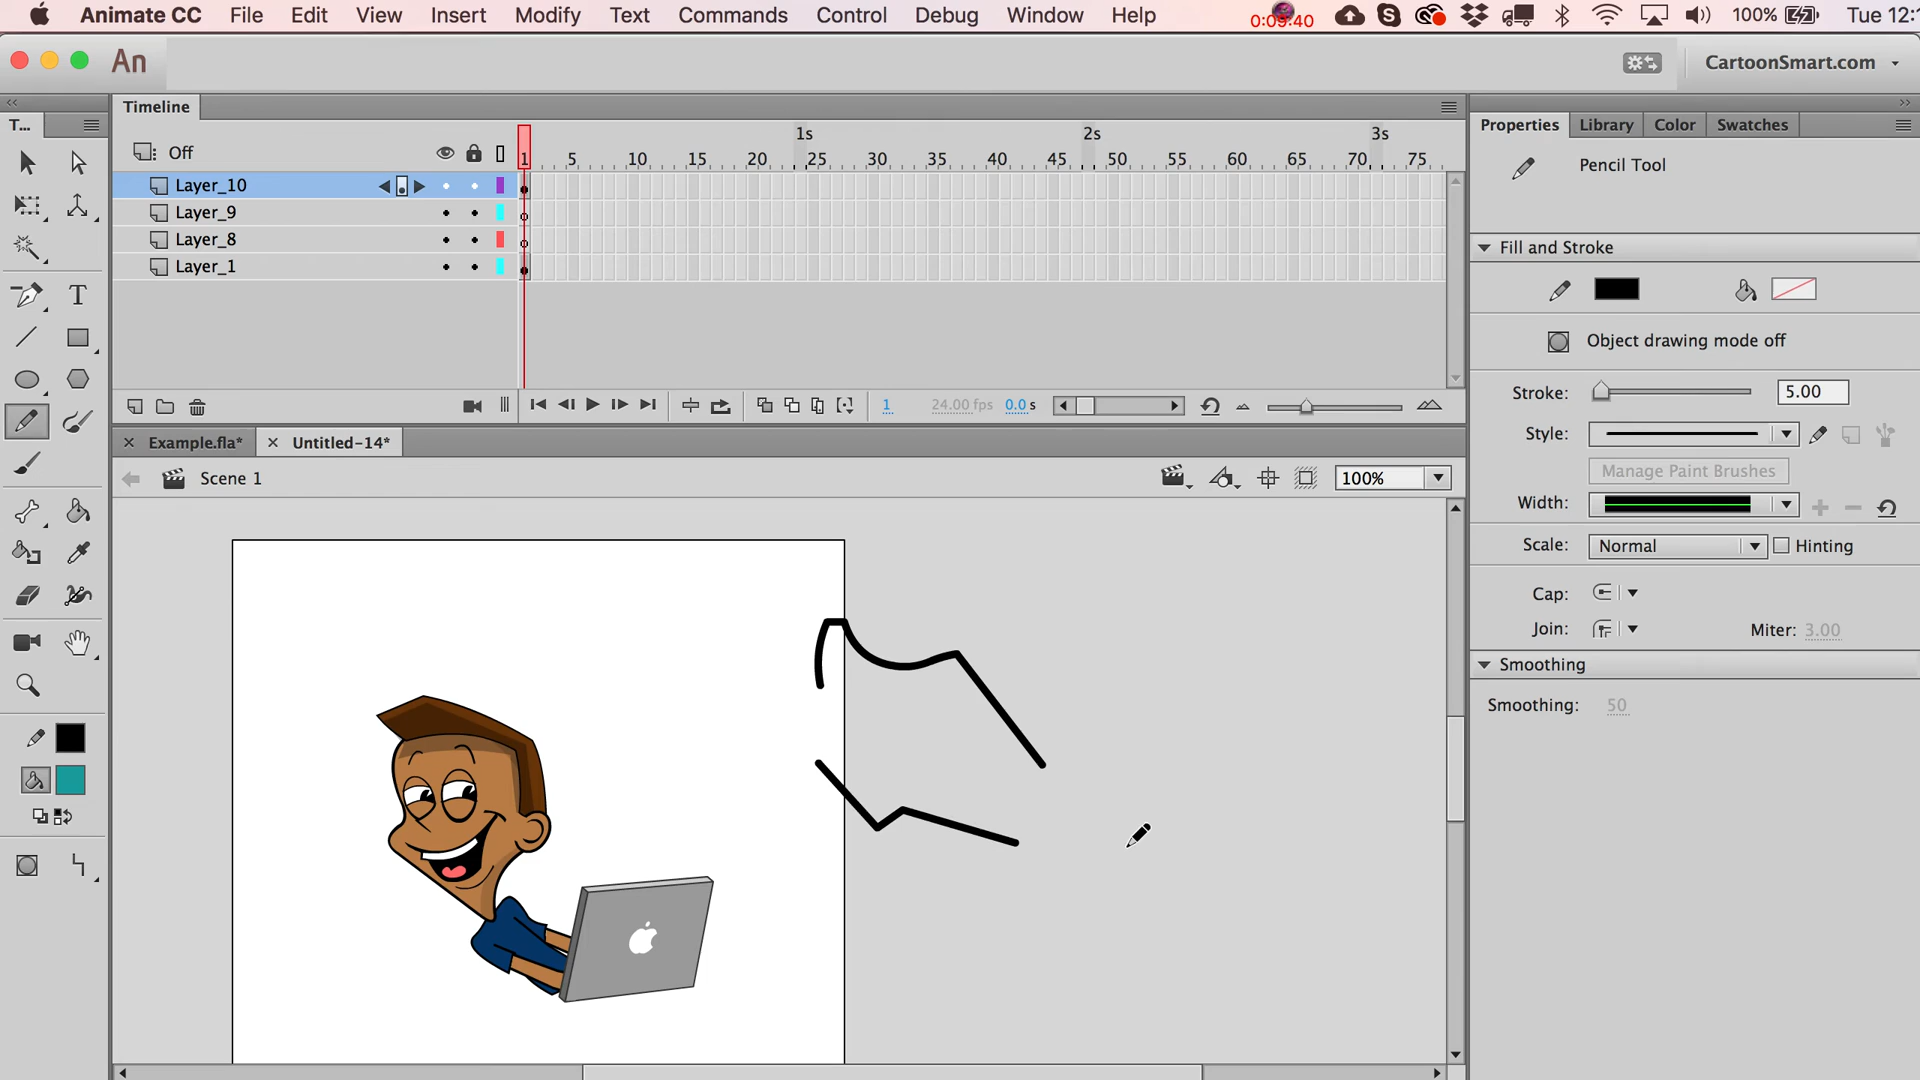 Animate CC File Edit View Insert Modify Text Commands Control Debug Window Help 0:09:40 100% Tue 12:
An CartoonSmart.com
Timeline
T...
Off
1s 2s 3s
1 5 10 15 20 25 30 35 40 45 50 55 60 65 70 75
Layer_10
Layer_9
Layer_8
Layer_1
T
1 24.00 fps 0.0 s
Example.fla* Untitled-14*
Scene 1 100%
Properties Library Color Swatches
Pencil Tool
Fill and Stroke
Object drawing mode off
Stroke: 5.00
Style:
Manage Paint Brushes
Width:
Scale: Normal Hinting
Cap:
Join: Miter: 3.00
Smoothing
Smoothing: 50